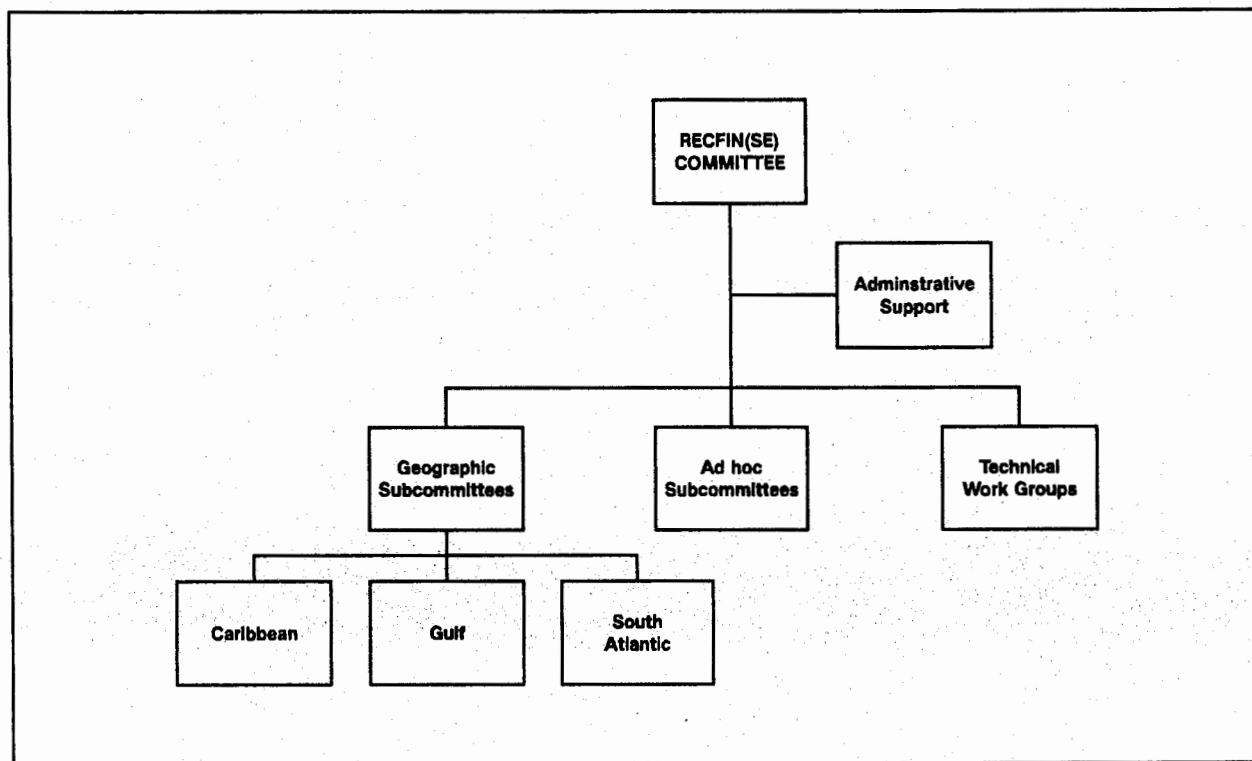 RECFIN(SE)
COMMITTEE
Adminstrative
Support
Geographic
Subcommittees
Ad hoc
Subcommittees
Technical
Work Groups
Caribbean
Gulf
South
Atlantic